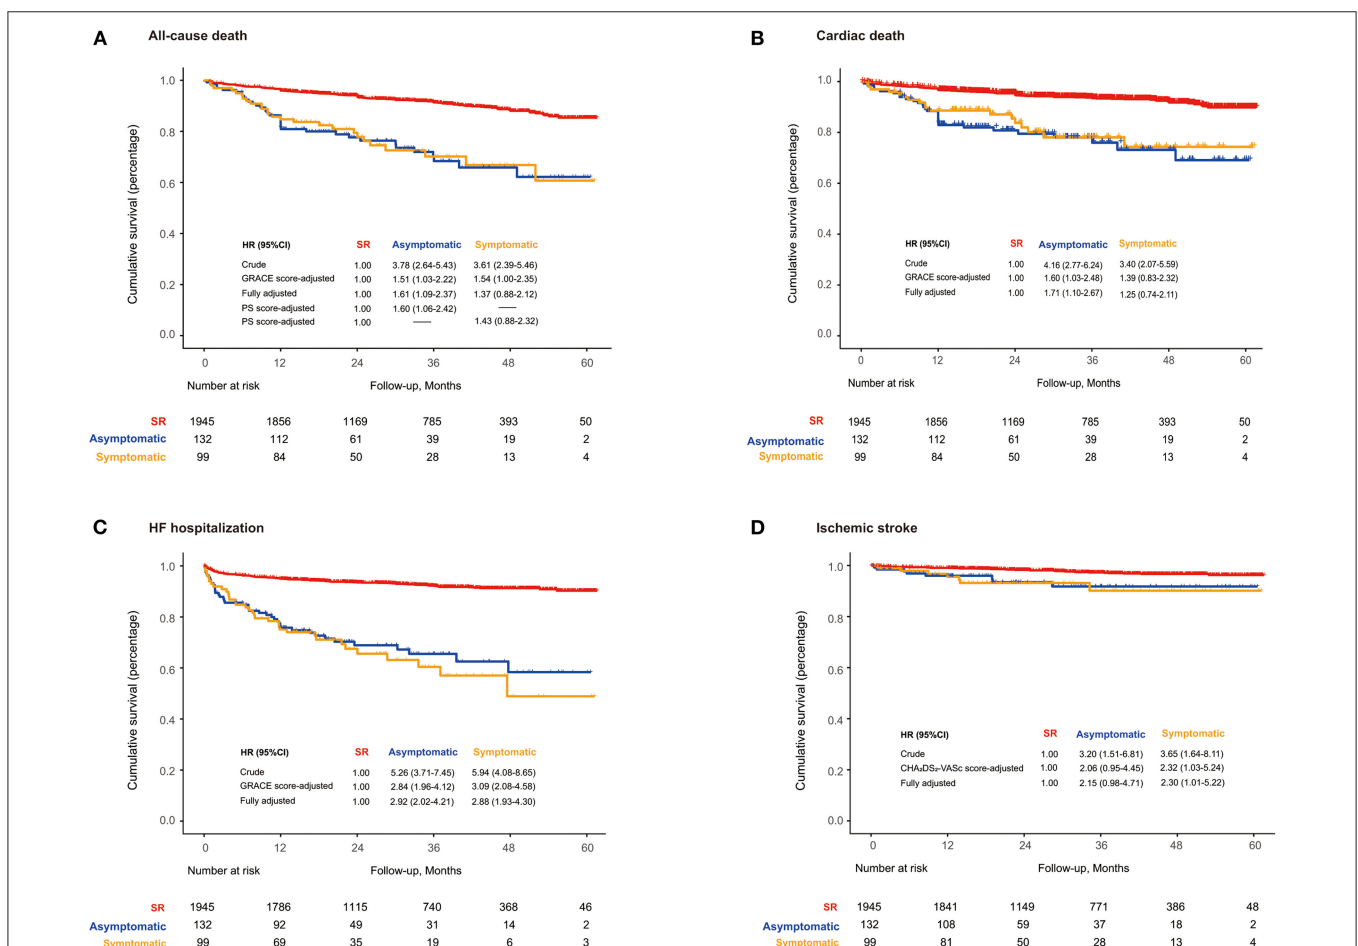 A All-cause death
Cumulative survival (percentage)
1.0
0.8
0.6
0.4
0.2
0.0
HR (95%CI) SR Asymptomatic Symptomatic
Crude 1.00 3.78 (2.64-5.43) 3.61 (2.39-5.46)
GRACE score-adjusted 1.00 1.51 (1.03-2.22) 1.54 (1.00-2.35)
Fully adjusted 1.00 1.61 (1.09-2.37) 1.37 (0.88-2.12)
PS score-adjusted 1.00 1.60 (1.06-2.42) —
PS score-adjusted 1.00 — 1.43 (0.88-2.32)
0 12 24 36 48 60
Number at risk Follow-up, Months
SR 1945 1856 1169 785 393 50
Asymptomatic 132 112 61 39 19 2
Symptomatic 99 84 50 28 13 4
B Cardiac death
Cumulative survival (percentage)
1.0
0.8
0.6
0.4
0.2
0.0
HR (95%CI) SR Asymptomatic Symptomatic
Crude 1.00 4.16 (2.77-6.24) 3.40 (2.07-5.59)
GRACE score-adjusted 1.00 1.60 (1.03-2.48) 1.39 (0.83-2.32)
Fully adjusted 1.00 1.71 (1.10-2.67) 1.25 (0.74-2.11)
0 12 24 36 48 60
Number at risk Follow-up, Months
SR 1945 1856 1169 785 393 50
Asymptomatic 132 112 61 39 19 2
Symptomatic 99 84 50 28 13 4
C HF hospitalization
Cumulative survival (percentage)
1.0
0.8
0.6
0.4
0.2
0.0
HR (95%CI) SR Asymptomatic Symptomatic
Crude 1.00 5.26 (3.71-7.45) 5.94 (4.08-8.65)
GRACE score-adjusted 1.00 2.84 (1.96-4.12) 3.09 (2.08-4.58)
Fully adjusted 1.00 2.92 (2.02-4.21) 2.88 (1.93-4.30)
0 12 24 36 48 60
Number at risk Follow-up, Months
SR 1945 1786 1115 740 368 46
Asymptomatic 132 92 49 31 14 2
Symptomatic 99 69 35 19 6 3
D Ischemic stroke
Cumulative survival (percentage)
1.0
0.8
0.6
0.4
0.2
0.0
HR (95%CI) SR Asymptomatic Symptomatic
Crude 1.00 3.20 (1.51-6.81) 3.65 (1.64-8.11)
CHA₂DS₂-VASc score-adjusted 1.00 2.06 (0.95-4.45) 2.32 (1.03-5.24)
Fully adjusted 1.00 2.15 (0.98-4.71) 2.30 (1.01-5.22)
0 12 24 36 48 60
Number at risk Follow-up, Months
SR 1945 1841 1149 771 386 48
Asymptomatic 132 108 59 37 18 2
Symptomatic 99 81 50 28 13 4